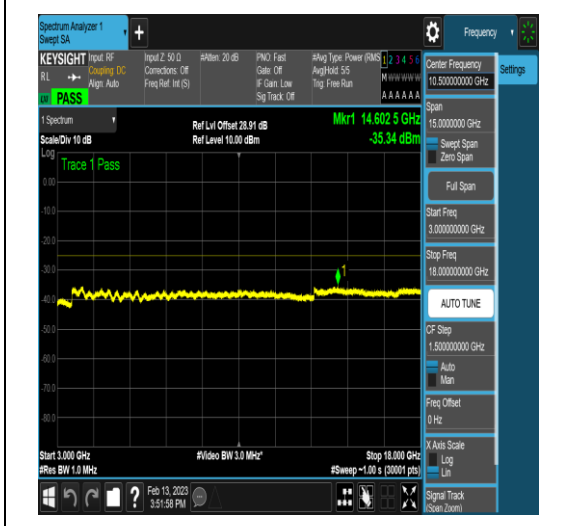 Spectrum Analyzer 1
Swept SA
Frequency
KEYSIGHT
RL
PASS
Input: RF
Coupling: DC
Align: Auto
Input Z: 50 Ω
Corrections: Off
Freq Ref: Int (S)
#Atten: 20 dB
PNO: Fast
Gate: Off
IF Gain: Low
Sig Track: Off
#Avg Type: Power (RMS
Avg|Hold: 5/5
Trig: Free Run
1 2 3 4 5 6
M W W W W W
A A A A A A
1 Spectrum
Scale/Div 10 dB
Ref Lvl Offset 28.91 dB
Ref Level 10.00 dBm
Mkr1 14.602 5 GHz
-35.34 dBm
Log
Trace 1 Pass
0.00
-10.0
-20.0
-30.0
-40.0
-50.0
-60.0
-70.0
-80.0
1
Start 3.000 GHz
#Res BW 1.0 MHz
#Video BW 3.0 MHz*
Stop 18.000 GHz
#Sweep ~1.00 s (30001 pts)
Feb 13, 2023
3:51:58 PM
Center Frequency
10.500000000 GHz
Settings
Span
15.0000000 GHz
Swept Span
Zero Span
Full Span
Start Freq
3.000000000 GHz
Stop Freq
18.000000000 GHz
AUTO TUNE
CF Step
1.500000000 GHz
Auto
Man
Freq Offset
0 Hz
X Axis Scale
Log
Lin
Signal Track
(Span Zoom)